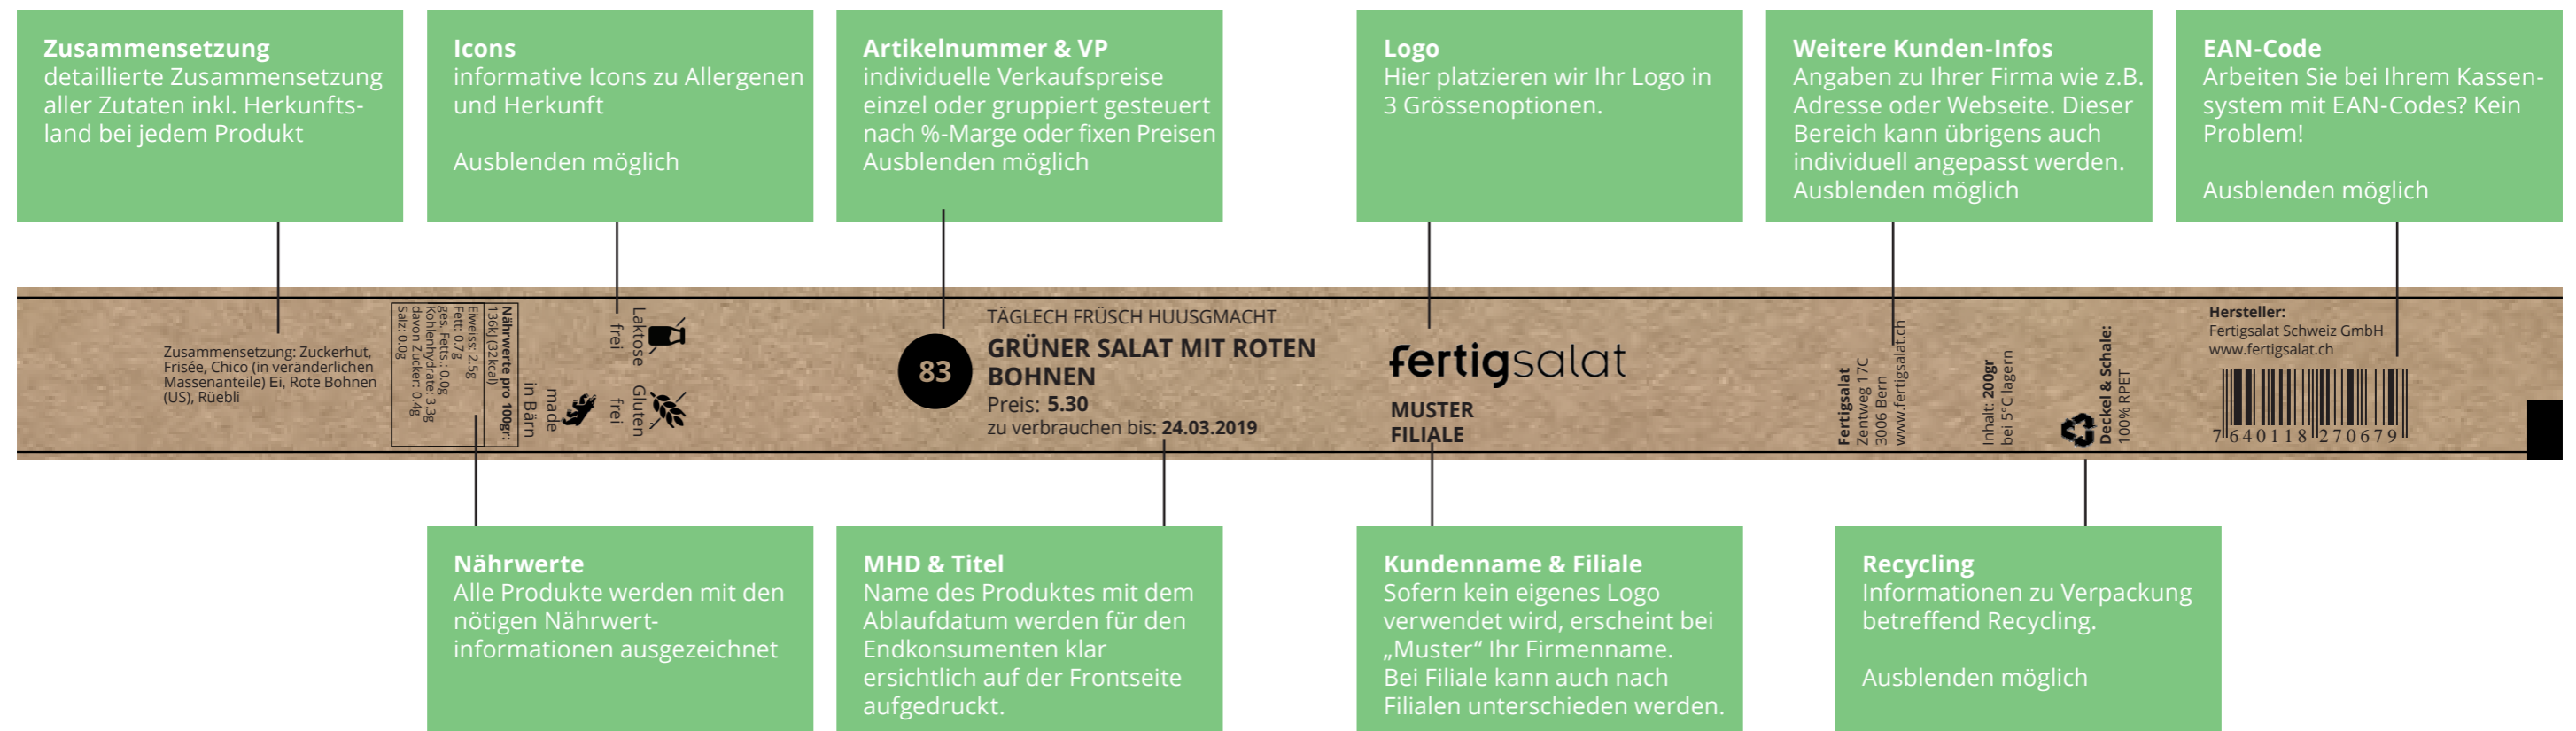 Zusammensetzung
detaillierte Zusammensetzung
aller Zutaten inkl. Herkunfts-
land bei jedem Produkt
Icons
informative Icons zu Allergenen
und Herkunft
Ausblenden möglich
Artikelnummer & VP
individuelle Verkaufspreise
einzel oder gruppiert gesteuert
nach %-Marge oder fixen Preisen
Ausblenden möglich
Logo
Hier platzieren wir Ihr Logo in
3 Grössenoptionen.
Weitere Kunden-Infos
Angaben zu Ihrer Firma wie z.B.
Adresse oder Webseite. Dieser
Bereich kann übrigens auch
individuell angepasst werden.
Ausblenden möglich
EAN-Code
Arbeiten Sie bei Ihrem Kassen-
system mit EAN-Codes? Kein
Problem!
Ausblenden möglich
Zusammensetzung: Zuckerhut,
Frisée, Chico (in veränderlichen
Massenanteile) Ei, Rote Bohnen
(US), Rüebli
Nährwerte pro 100gr:
136kJ (32kcal)
Eiweiss: 2.5g
Fett: 0.7g
ges. Fetts.: 0.0g
Kohlenhydrate: 3.3g
davon Zucker: 0.4g
Salz: 0.0g
Laktose
frei
Gluten
frei
made
in Bärn
83
TÄGLECH FRÜSCH HUUSGMACHT
GRÜNER SALAT MIT ROTEN
BOHNEN
Preis: 5.30
zu verbrauchen bis: 24.03.2019
fertigsalat
MUSTER
FILIALE
Fertigsalat
Zentweg 17C
3006 Bern
www.fertigsalat.ch
Inhalt: 200gr
bei 5°C lagern
Deckel & Schale:
100% RPET
Hersteller:
Fertigsalat Schweiz GmbH
www.fertigsalat.ch
7 640118 270679
Nährwerte
Alle Produkte werden mit den
nötigen Nährwert-
informationen ausgezeichnet
MHD & Titel
Name des Produktes mit dem
Ablaufdatum werden für den
Endkonsumenten klar
ersichtlich auf der Frontseite
aufgedruckt.
Kundenname & Filiale
Sofern kein eigenes Logo
verwendet wird, erscheint bei
„Muster“ Ihr Firmenname.
Bei Filiale kann auch nach
Filialen unterschieden werden.
Recycling
Informationen zu Verpackung
betreffend Recycling.
Ausblenden möglich